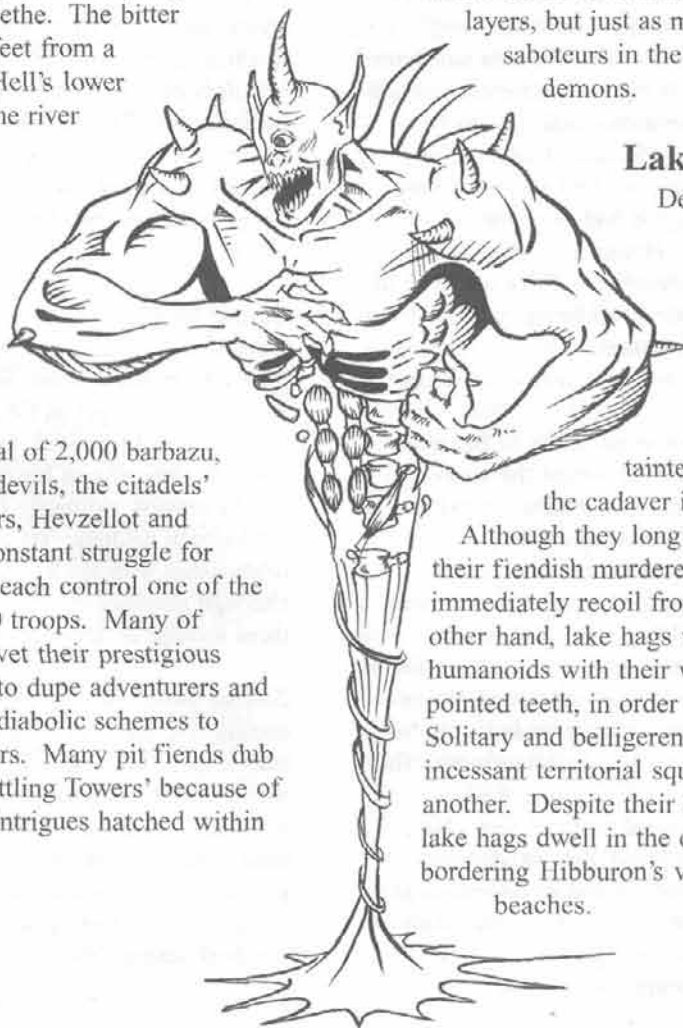 ethe. The bitter
feet from a
Hell's lower
ne river
al of 2,000 barbazu,
devils, the citadels'
rs, Hevzellot and
onstant struggle for
each control one of the
0 troops. Many of
vet their prestigious
to dupe adventurers and
diabolic schemes to
rs. Many pit fiends dub
ttling Towers' because of
ntrigues hatched within
layers, but just as m
saboteurs in the
demons.
Lak
De
tainte
the cadaver i
Although they long
their fiendish murdere
immediately recoil from
other hand, lake hags
humanoids with their
pointed teeth, in order
Solitary and belligeren
incessant territorial squ
another. Despite their
lake hags dwell in the
bordering Hibburon's
beaches.